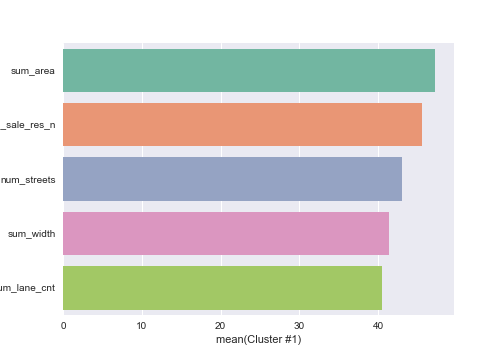 sum_area
_sale_res_n
num_streets
sum_width
um_lane_cnt
0 10 20 30 40
mean(Cluster #1)